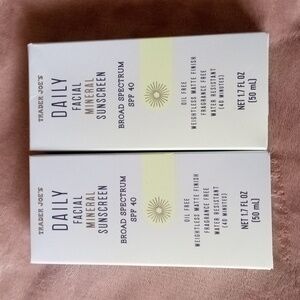 TRADER JOE'S
DAILY
FACIAL
MINERAL
SUNSCREEN
BROAD SPECTRUM
SPF 40
OIL FREE
WEIGHTLESS MATTE FINISH
FRAGRANCE FREE
WATER RESISTANT
(40 MINUTES)
NET 1.7 FL OZ
(50 mL)
TRADER JOE'S
DAILY
FACIAL
MINERAL
SUNSCREEN
BROAD SPECTRUM
SPF 40
OIL FREE
WEIGHTLESS MATTE FINISH
FRAGRANCE FREE
WATER RESISTANT
(40 MINUTES)
NET 1.7 FL OZ
(50 mL)